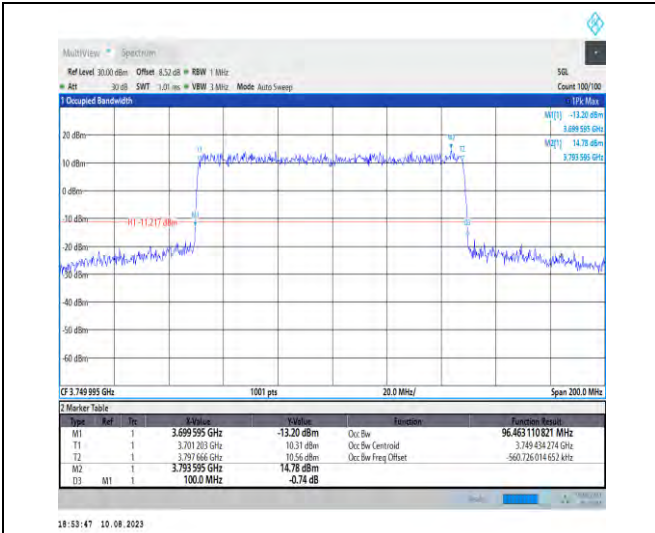 MultiView Spectrum
Ref Level 30.00 dBm Offset 8.52 dB RBW 1 MHz SGL
Att 30 dB SWT 1.01 ms VBW 3 MHz Mode Auto Sweep Count 100/100
1 Occupied Bandwidth 1Pk Max
M1[1] -13.20 dBm
3.699 595 GHz
M2[1] 14.78 dBm
3.793 595 GHz
20 dBm
M2
T1 T2
10 dBm
0 dBm
-10 dBm
H1 -11.217 dBm
M1 D3
-20 dBm
-30 dBm
-40 dBm
-50 dBm
-60 dBm
CF 3.749 995 GHz 1001 pts 20.0 MHz/ Span 200.0 MHz
2 Marker Table
Type Ref Trc X-Value Y-Value Function Function Result
M1 1 3.699 595 GHz -13.20 dBm Occ Bw 96.463 110 821 MHz
T1 1 3.701 203 GHz 10.31 dBm Occ Bw Centroid 3.749 434 274 GHz
T2 1 3.797 666 GHz 10.56 dBm Occ Bw Freq Offset -560.726 014 652 kHz
M2 1 3.793 595 GHz 14.78 dBm
D3 M1 1 100.0 MHz -0.74 dB
18:53:47 10.08.2023